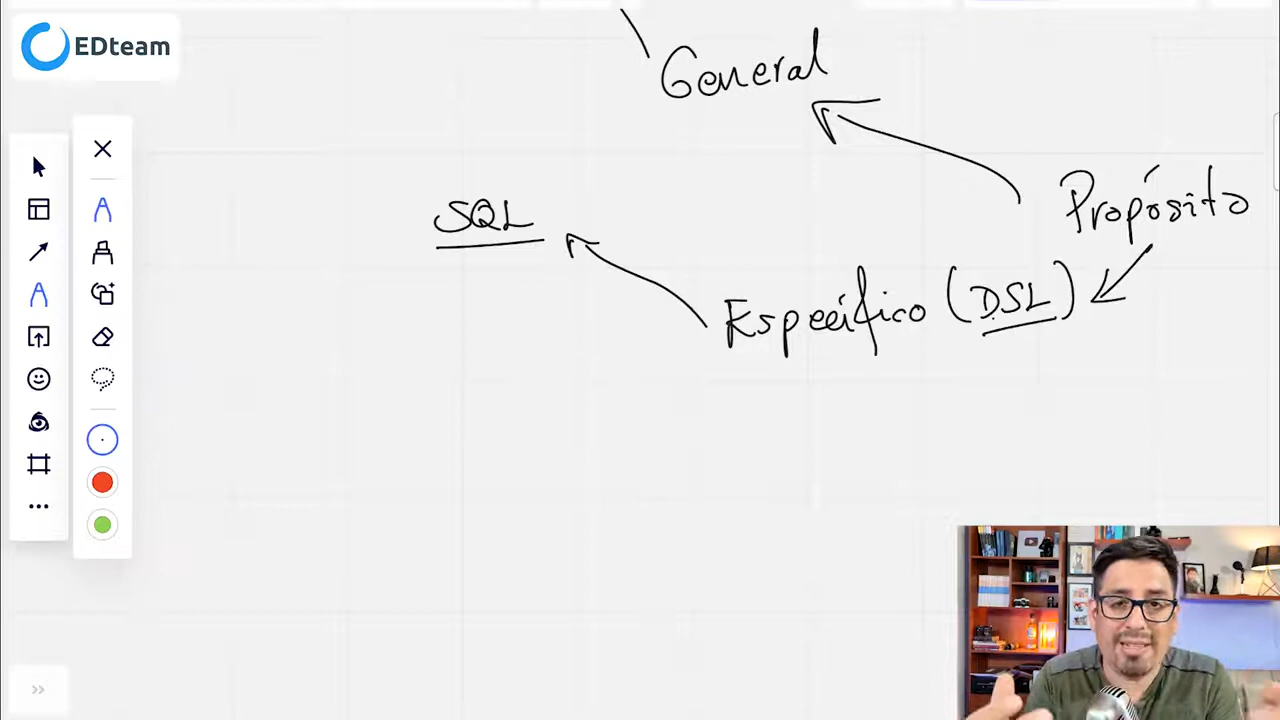 EDteam
General
Propósito
SQL
Específico (DSL)